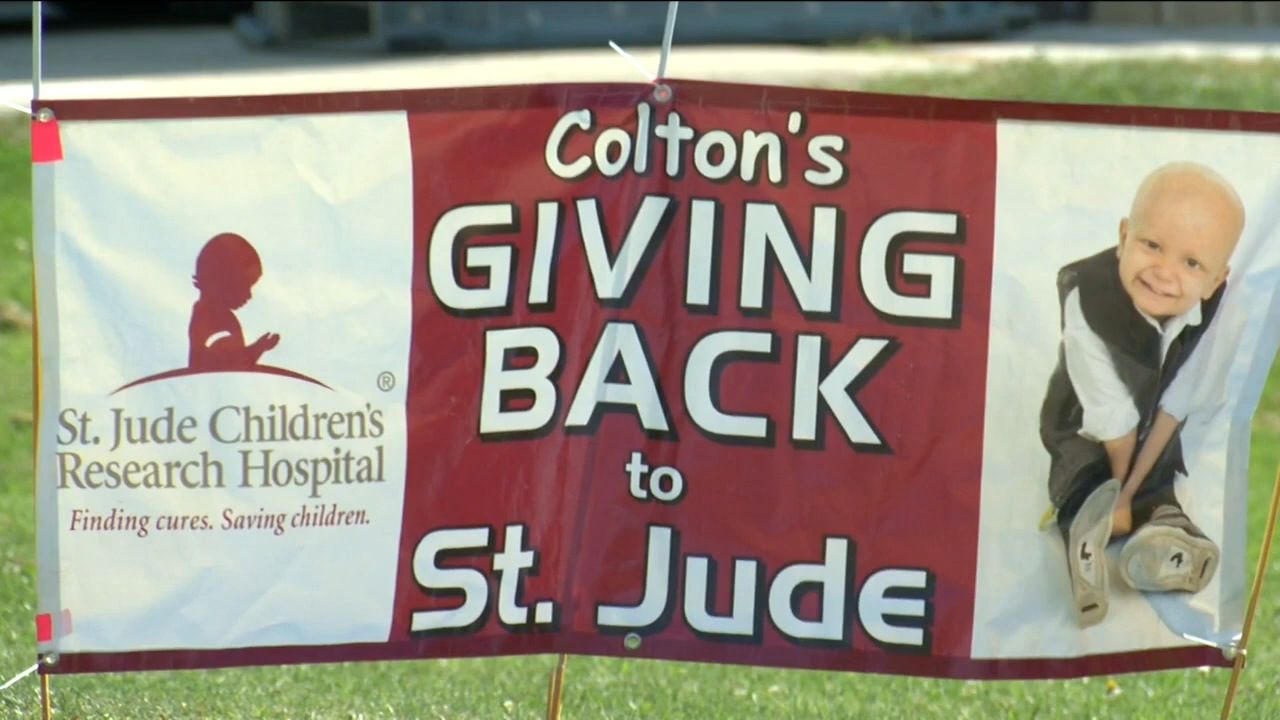 St. Jude Children's
Research Hospital
®
Finding cures. Saving children.
Colton's
GIVING
BACK
to
St. Jude